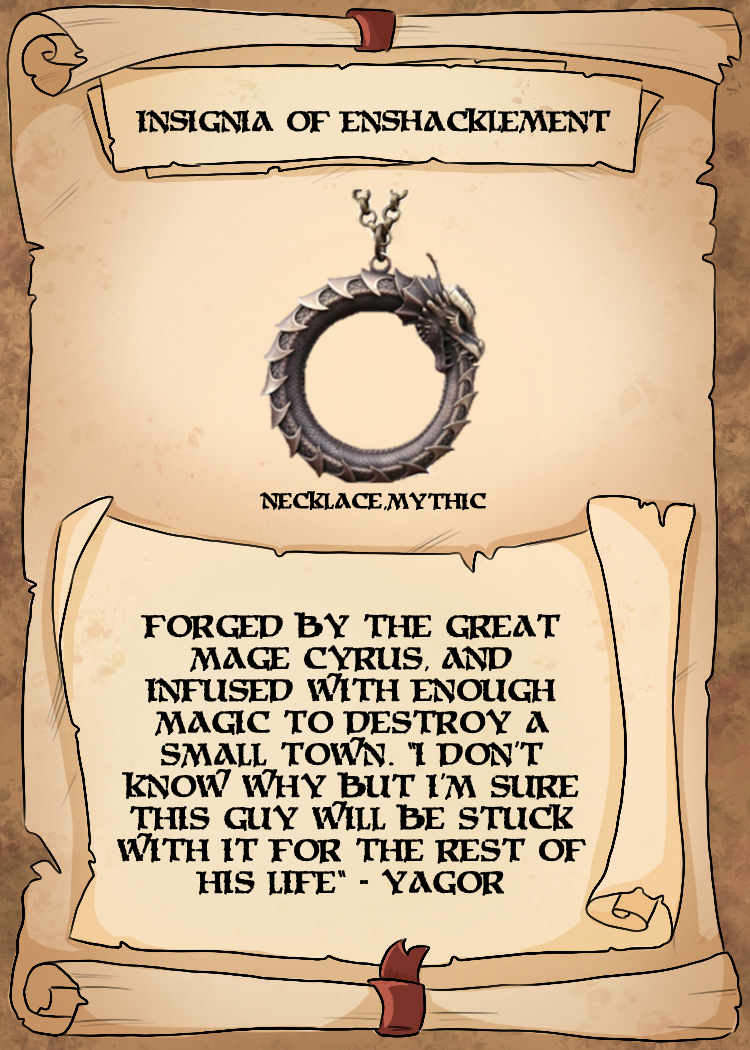 INSIGNIA OF ENSHACKLEMENT
NECKLACE,MYTHIC
FORGED BY THE GREAT
MAGE CYRUS, AND
INFUSED WITH ENOUGH
MAGIC TO DESTROY A
SMALL TOWN. "I DON'T
KNOW WHY BUT I'M SURE
THIS GUY WILL BE STUCK
WITH IT FOR THE REST OF
HIS LIFE" - YAGOR